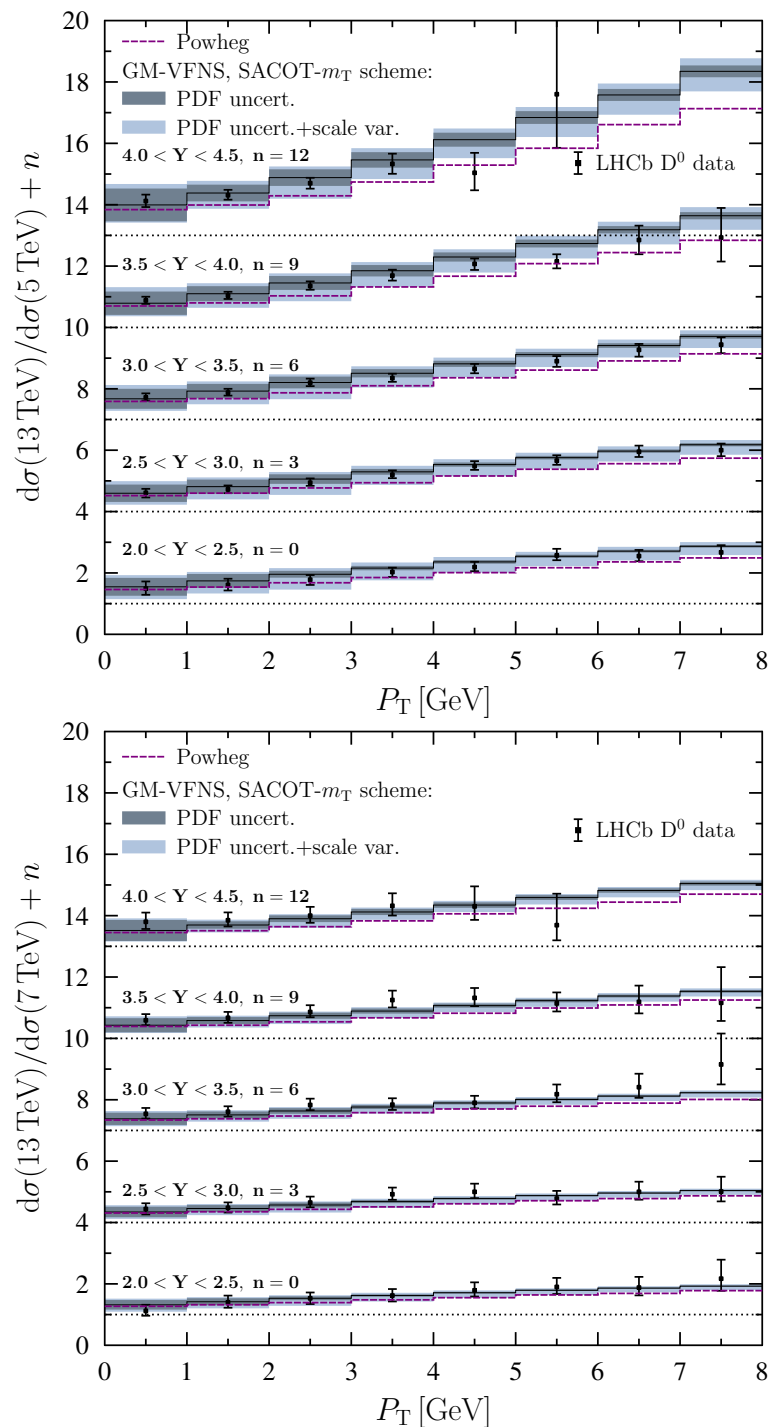 dσ(13 TeV)/dσ(5 TeV) + n
20
18
16
14
12
10
8
6
4
2
0
Powheg
GM-VFNS, SACOT-m_T scheme:
PDF uncert.
PDF uncert.+scale var.
4.0 < Y < 4.5, n = 12
LHCb D⁰ data
3.5 < Y < 4.0, n = 9
3.0 < Y < 3.5, n = 6
2.5 < Y < 3.0, n = 3
2.0 < Y < 2.5, n = 0
0 1 2 3 4 5 6 7 8
P_T [GeV]
dσ(13 TeV)/dσ(7 TeV) + n
20
18
16
14
12
10
8
6
4
2
0
Powheg
GM-VFNS, SACOT-m_T scheme:
PDF uncert.
LHCb D⁰ data
PDF uncert.+scale var.
4.0 < Y < 4.5, n = 12
3.5 < Y < 4.0, n = 9
3.0 < Y < 3.5, n = 6
2.5 < Y < 3.0, n = 3
2.0 < Y < 2.5, n = 0
0 1 2 3 4 5 6 7 8
P_T [GeV]